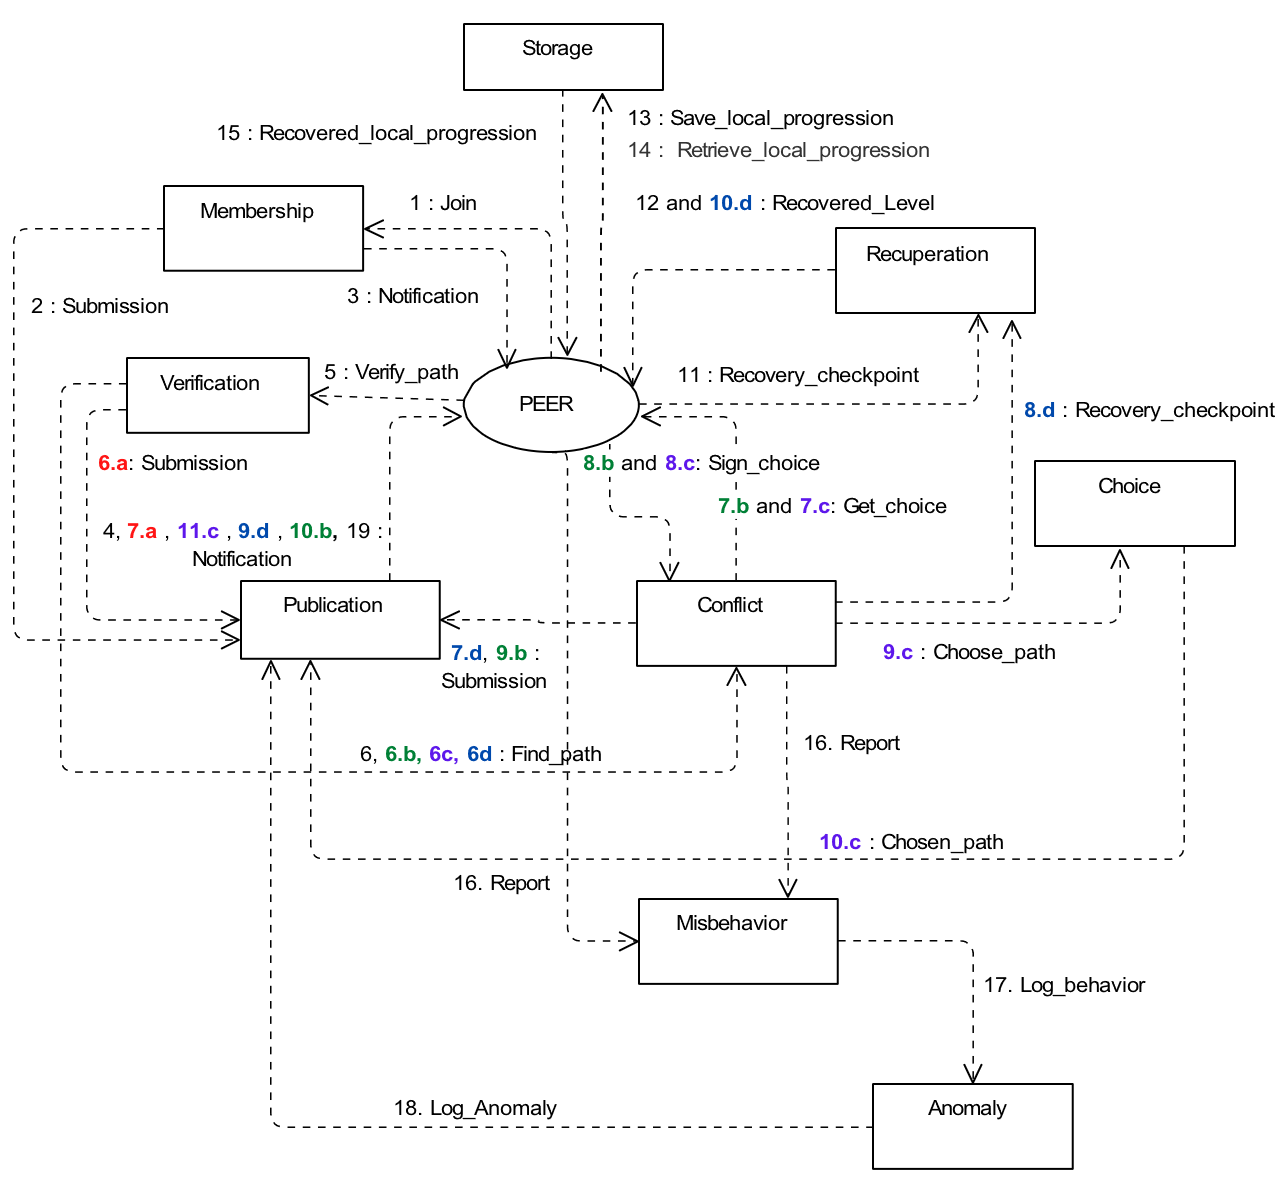 Storage
15 : Recovered_local_progression
13 : Save_local_progression
14 :  Retrieve_local_progression
Membership
1 : Join
12 and 10.d : Recovered_Level
Recuperation
2 : Submission
3 : Notification
Verification
5 : Verify_path
PEER
11 : Recovery_checkpoint
8.d : Recovery_checkpoint
6.a: Submission
8.b and 8.c: Sign_choice
Choice
7.b and 7.c: Get_choice
4, 7.a , 11.c , 9.d , 10.b, 19 :
Notification
Publication
Conflict
7.d, 9.b :
Submission
9.c : Choose_path
6, 6.b, 6c, 6d : Find_path
16. Report
10.c : Chosen_path
16. Report
Misbehavior
17. Log_behavior
18. Log_Anomaly
Anomaly